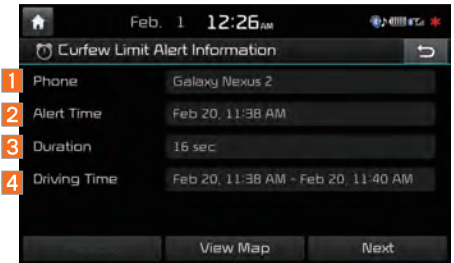 Feb. 1 12:26AM
Curfew Limit Alert Information
1 Phone Galaxy Nexus 2
2 Alert Time Feb 20, 11:38 AM
3 Duration 16 sec
4 Driving Time Feb 20, 11:38 AM - Feb 20, 11:40 AM
View Map Next